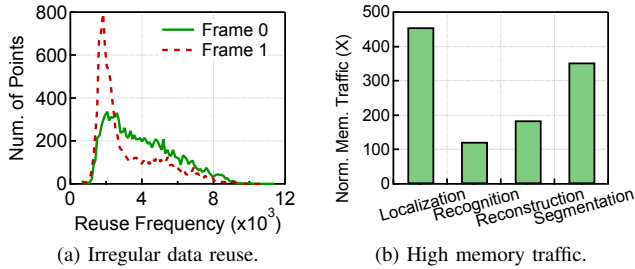 Num. of Points
800
600
400
200
0
Frame 0
Frame 1
0 4 8 12
Reuse Frequency (x10³)
(a) Irregular data reuse.
Norm. Mem. Traffic (X)
500
400
300
200
100
0
Localization
Recognition
Reconstruction
Segmentation
(b) High memory traffic.